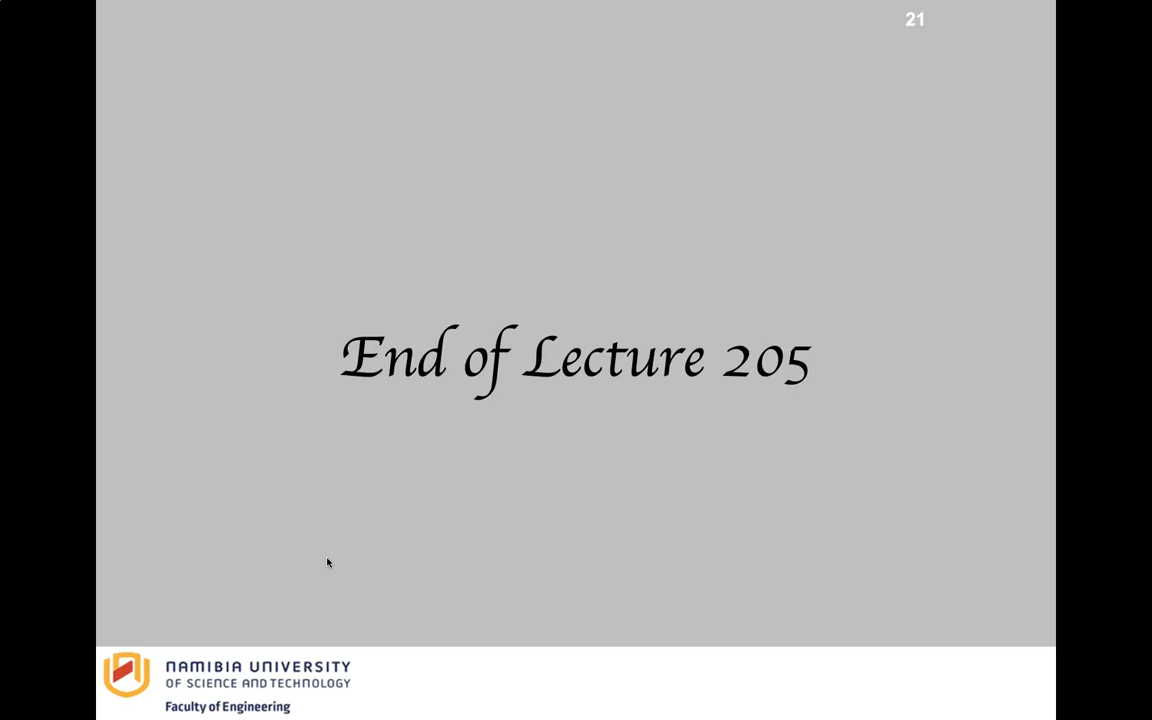 21
End of Lecture 205
NAMIBIA UNIVERSITY
OF SCIENCE AND TECHNOLOGY
Faculty of Engineering